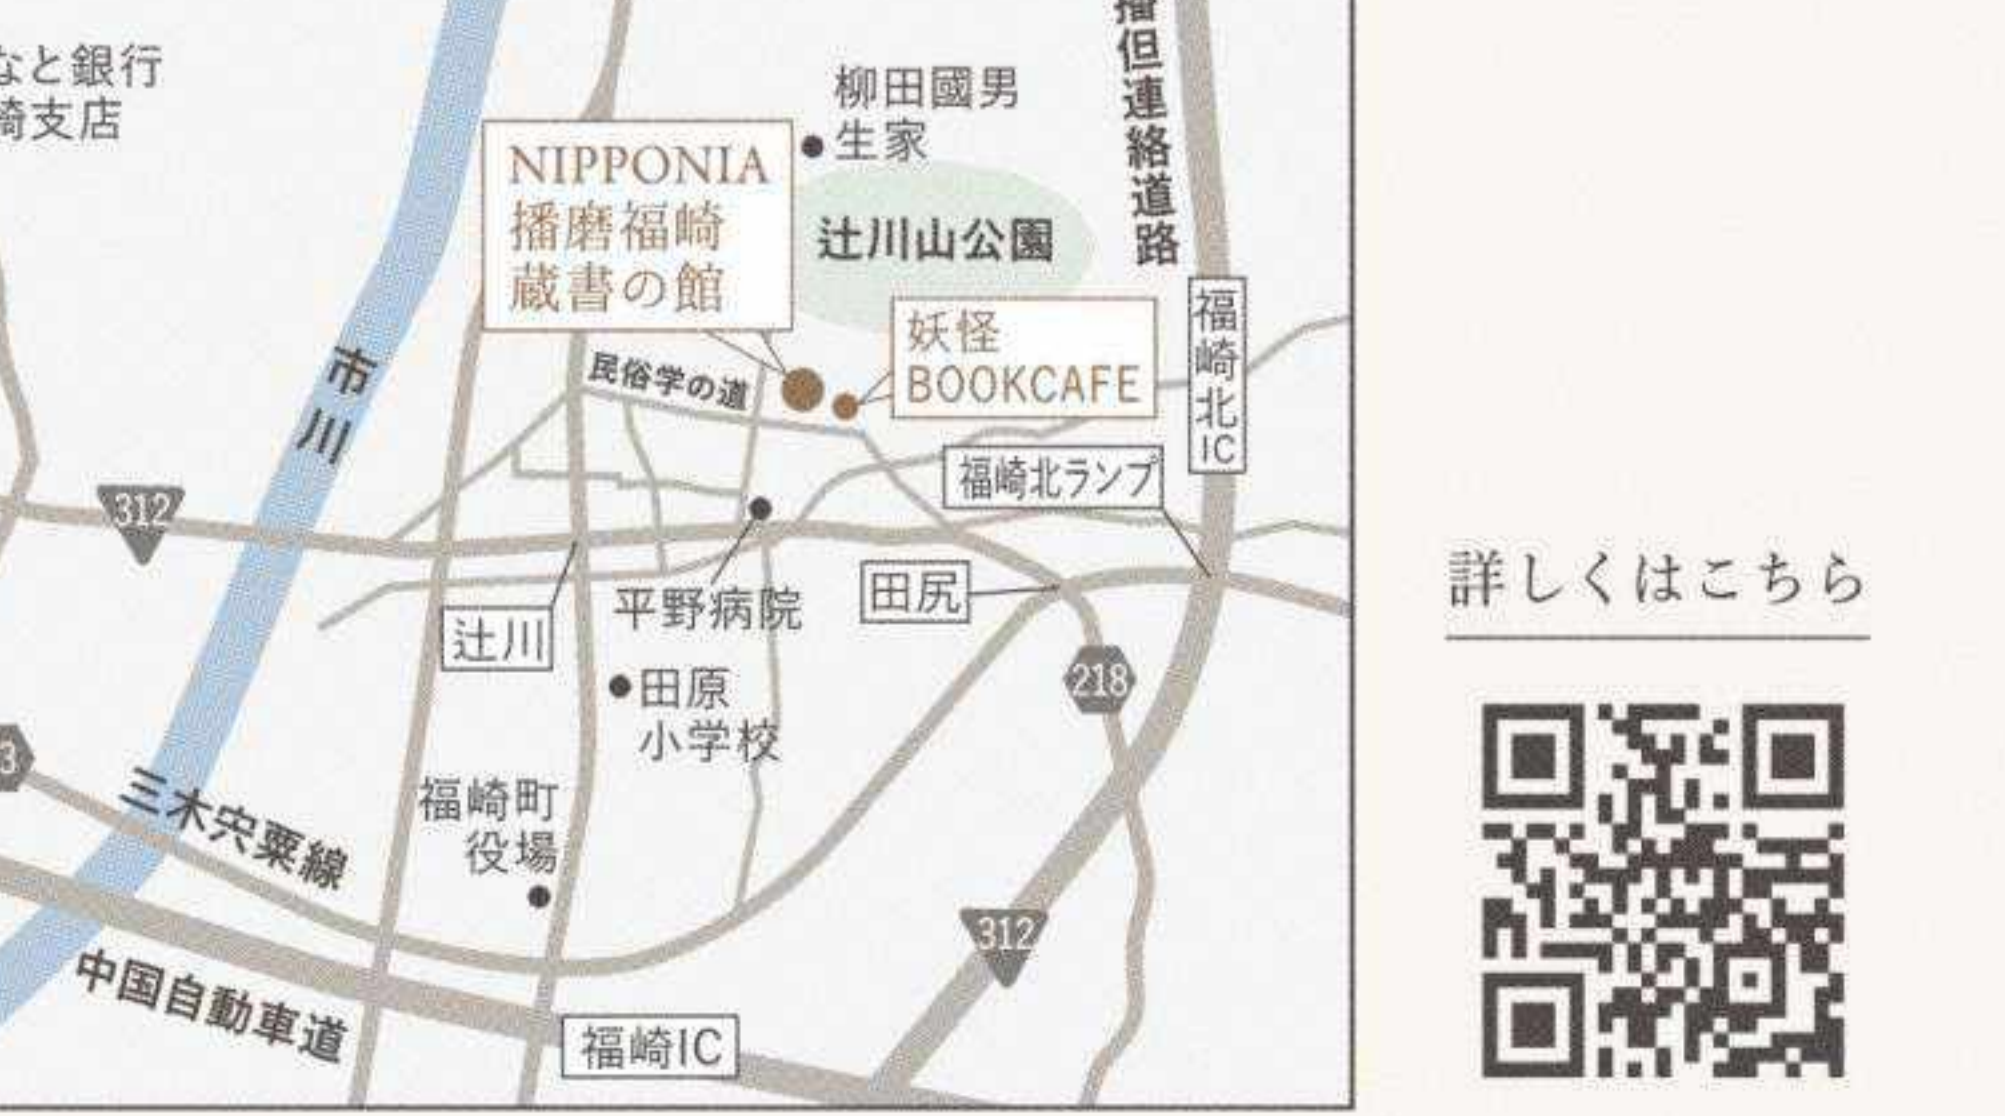 なと銀行
崎支店
柳田國男
生家
播但連絡道路
NIPPONIA
播磨福崎
蔵書の館
辻川山公園
妖怪
BOOKCAFE
福崎北IC
民俗学の道
市川
福崎北ランプ
312
平野病院
田尻
辻川
218
田原
小学校
3
三木宍粟線
福崎町
役場
312
中国自動車道
福崎IC
詳しくはこちら